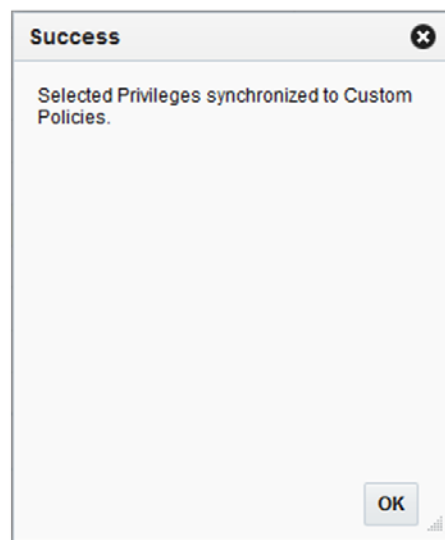 Success
Selected Privileges synchronized to Custom
Policies.
OK